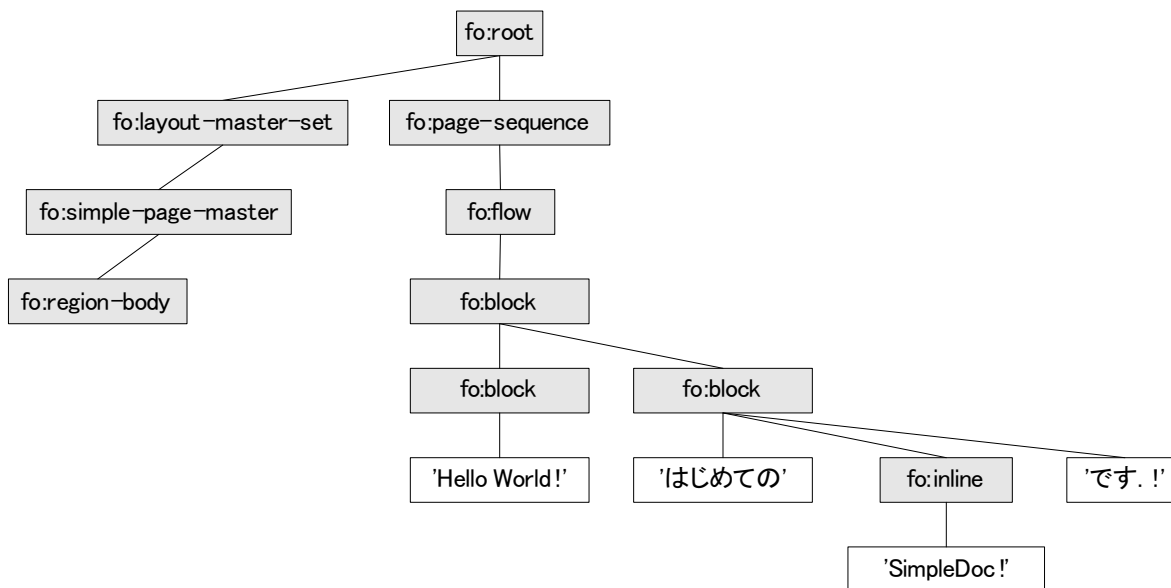 fo:root
fo:layout-master-set
fo:page-sequence
fo:simple-page-master
fo:flow
fo:region-body
fo:block
fo:block
fo:block
'Hello World!'
'はじめての'
fo:inline
'です. !'
'SimpleDoc!'